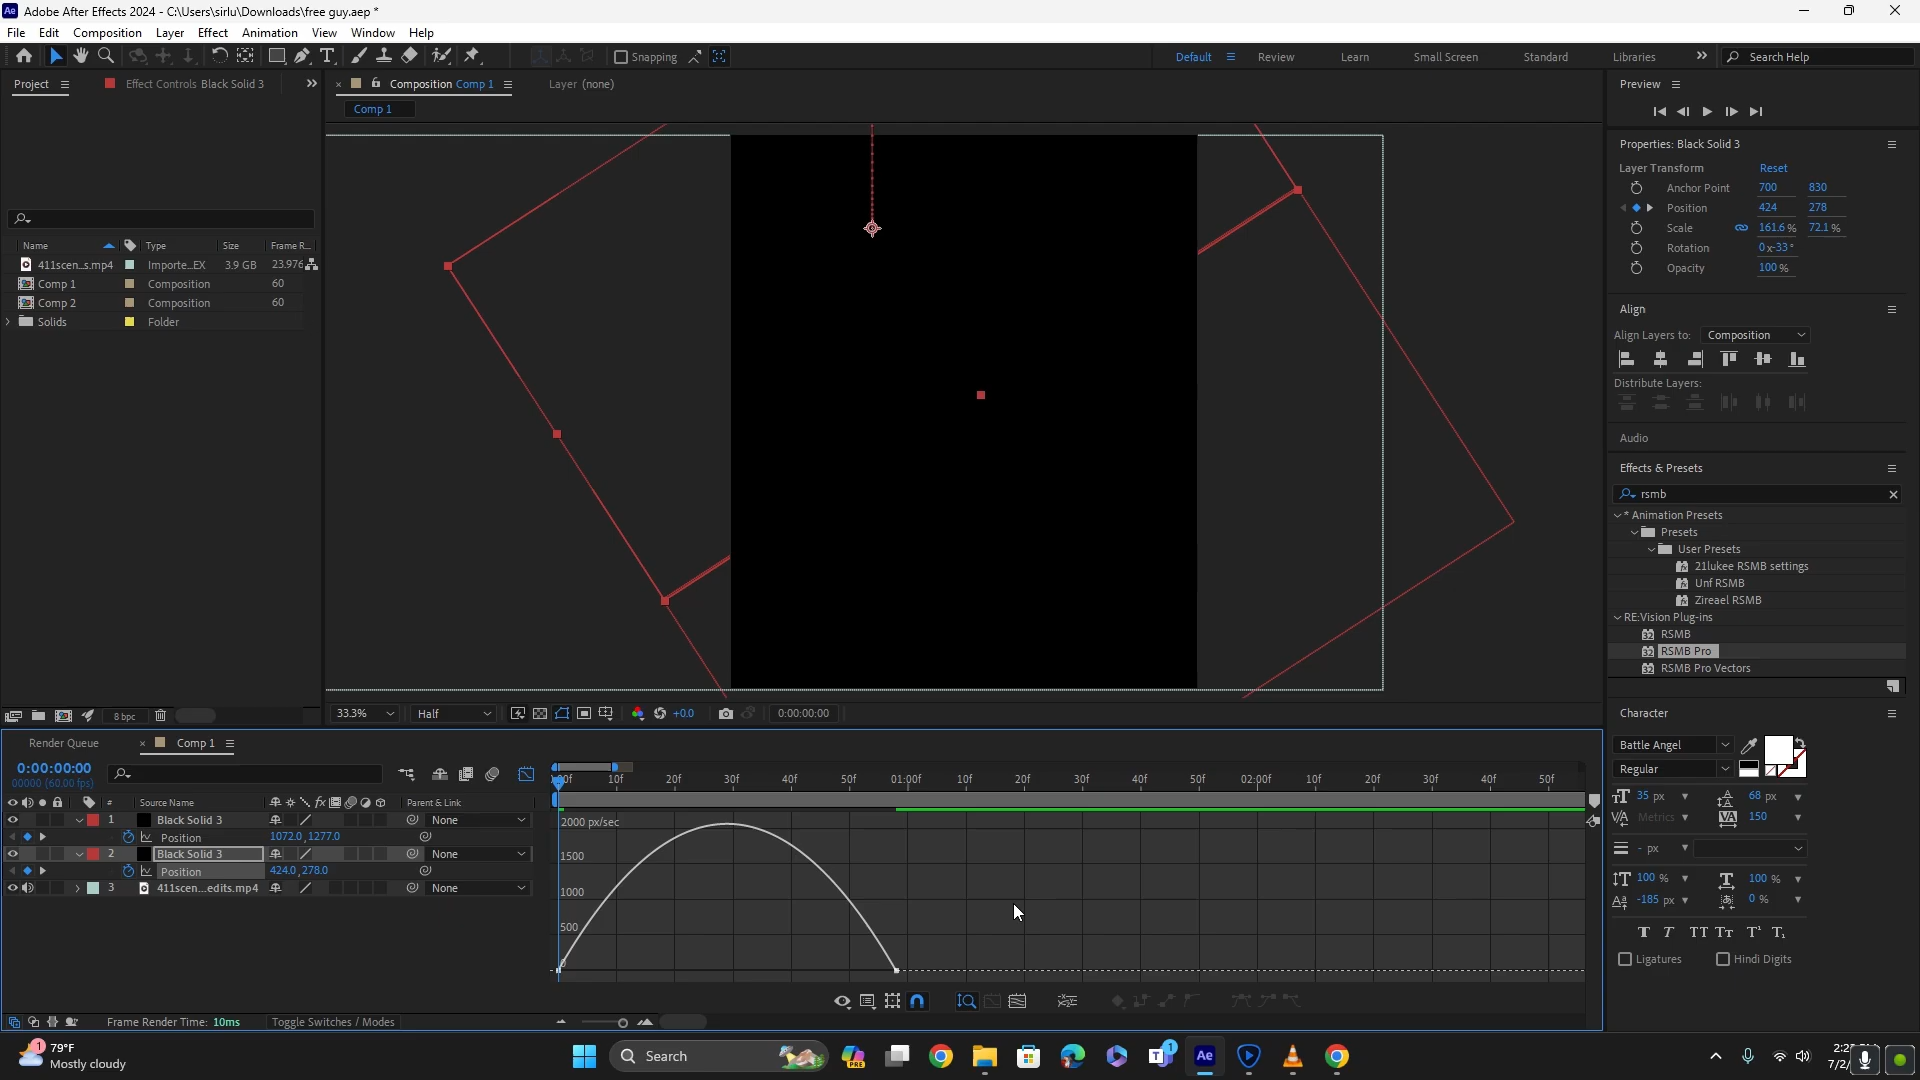 Adobe After Effects 2024 - C:\Users\sirlu\Downloads\free guy.aep *
File Edit Composition Layer Effect Animation View Window Help
Snapping Default Review Learn Small Screen Standard Libraries Search Help
Project Effect Controls Black Solid 3
Composition Comp 1 Layer (none)
Comp 1
Name Type Size Frame R...
411scen...s.mp4 Importe...EX 3.9 GB 23.976
Comp 1 Composition 60
Comp 2 Composition 60
Solids Folder
8 bpc
33.3% Half +0.0 0:00:00:00
Preview
Properties: Black Solid 3
Layer Transform Reset
Anchor Point 700 830
Position 424 278
Scale 161.6 % 72.1 %
Rotation 0x-33°
Opacity 100 %
Align
Align Layers to: Composition
Distribute Layers:
Audio
Effects & Presets
rsmb
* Animation Presets
Presets
User Presets
21lukee RSMB settings
Unf RSMB
Zireael RSMB
RE:Vision Plug-ins
RSMB
RSMB Pro
RSMB Pro Vectors
Character
Battle Angel
Regular
35 px 68 px
Metrics 150
- px
100 % 100 %
-185 px 0 %
Ligatures Hindi Digits
Render Queue Comp 1
0:00:00:00
00000 (60.00 fps)
# Source Name Parent & Link
1 Black Solid 3 None
Position 1072.0,1277.0
2 Black Solid 3 None
Position 424.0,278.0
3 411scen...edits.mp4 None
10f 20f 30f 40f 50f 01:00f 10f 20f 30f 40f 50f 02:00f 10f 20f 30f 40f 50f
2000 px/sec
1500
1000
500
0
Frame Render Time: 10ms Toggle Switches / Modes
1
79°F
Mostly cloudy
Search
PRE
1
Ae